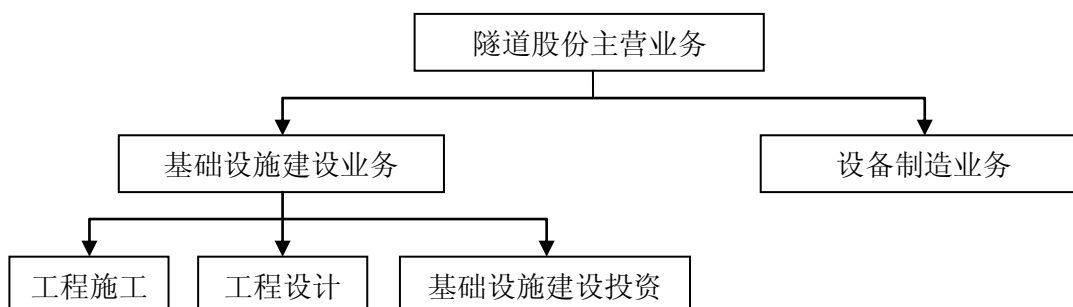 隧道股份主营业务
基础设施建设业务
设备制造业务
工程施工
工程设计
基础设施建设投资